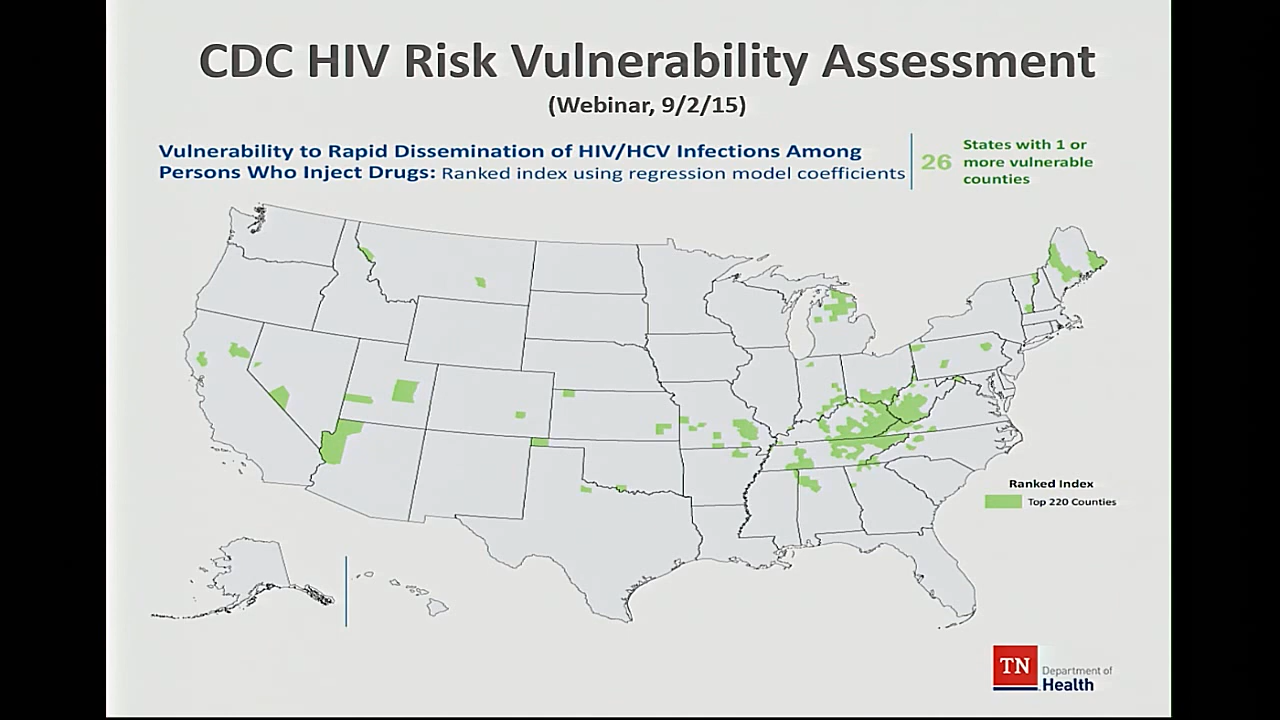 CDC HIV Risk Vulnerability Assessment
(Webinar, 9/2/15)
Vulnerability to Rapid Dissemination of HIV/HCV Infections Among
Persons Who Inject Drugs: Ranked index using regression model coefficients
26
States with 1 or
more vulnerable
counties
Ranked Index
Top 220 Counties
TN
Department of
Health